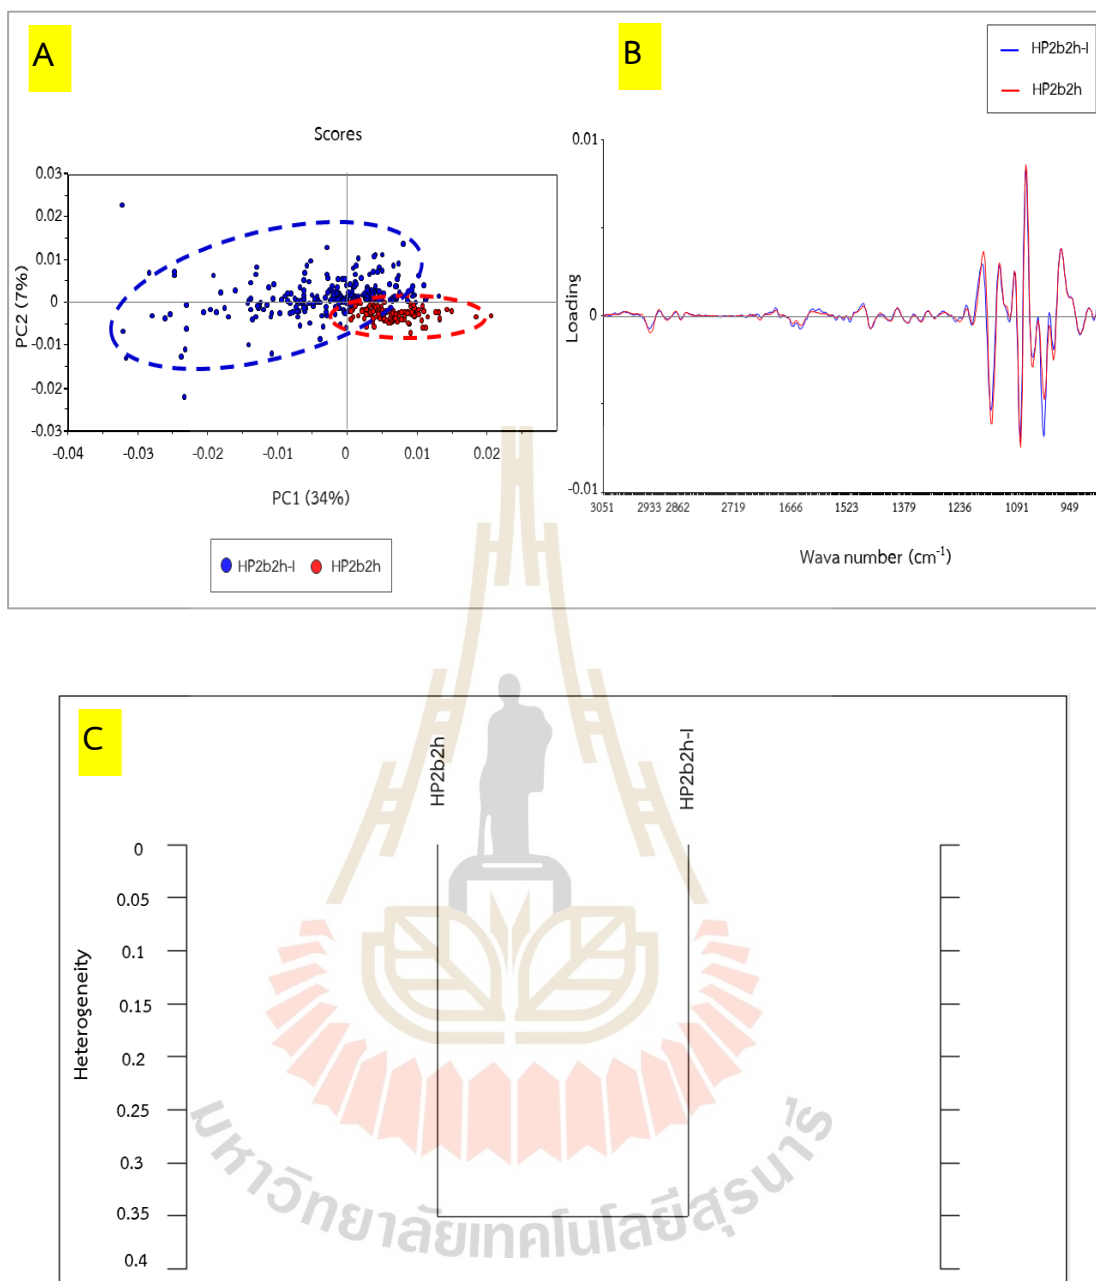 A
B
HP2b2h-I
HP2b2h
Scores
0.01
0.03
0.02
0.01
0
-0.01
-0.02
-0.03
PC2 (7%)
-0.04
-0.03
-0.02
-0.01
0
0.01
0.02
PC1 (34%)
HP2b2h-I
HP2b2h
Loading
0
-0.01
3051
2933
2862
2719
1666
1523
1379
1236
1091
949
Wava number (cm⁻¹)
C
HP2b2h
HP2b2h-I
Heterogeneity
0
0.05
0.1
0.15
0.2
0.25
0.3
0.35
0.4
มหาวิทยาลัยเทคโนโลยีสุรนารี